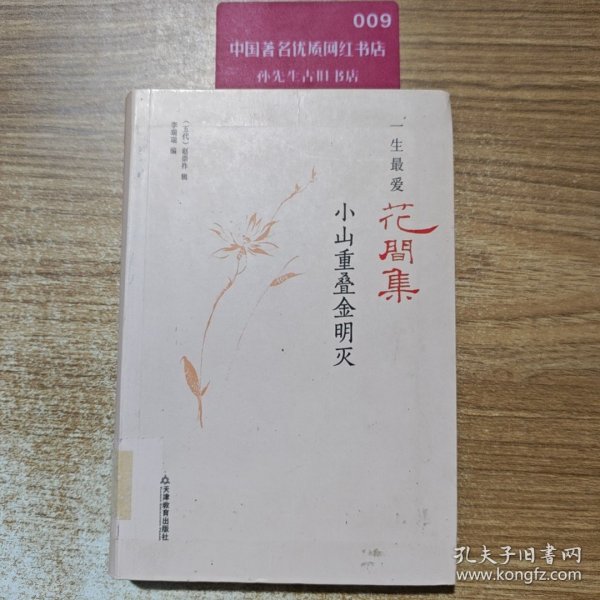 009
中国著名优质网红书店
孙先生古旧书店
一生最爱
花間集
小山重叠金明灭
（五代）赵崇祚 辑
李瑞瑞 编
天津教育出版社
孔夫子旧书网
www.kongfz.com